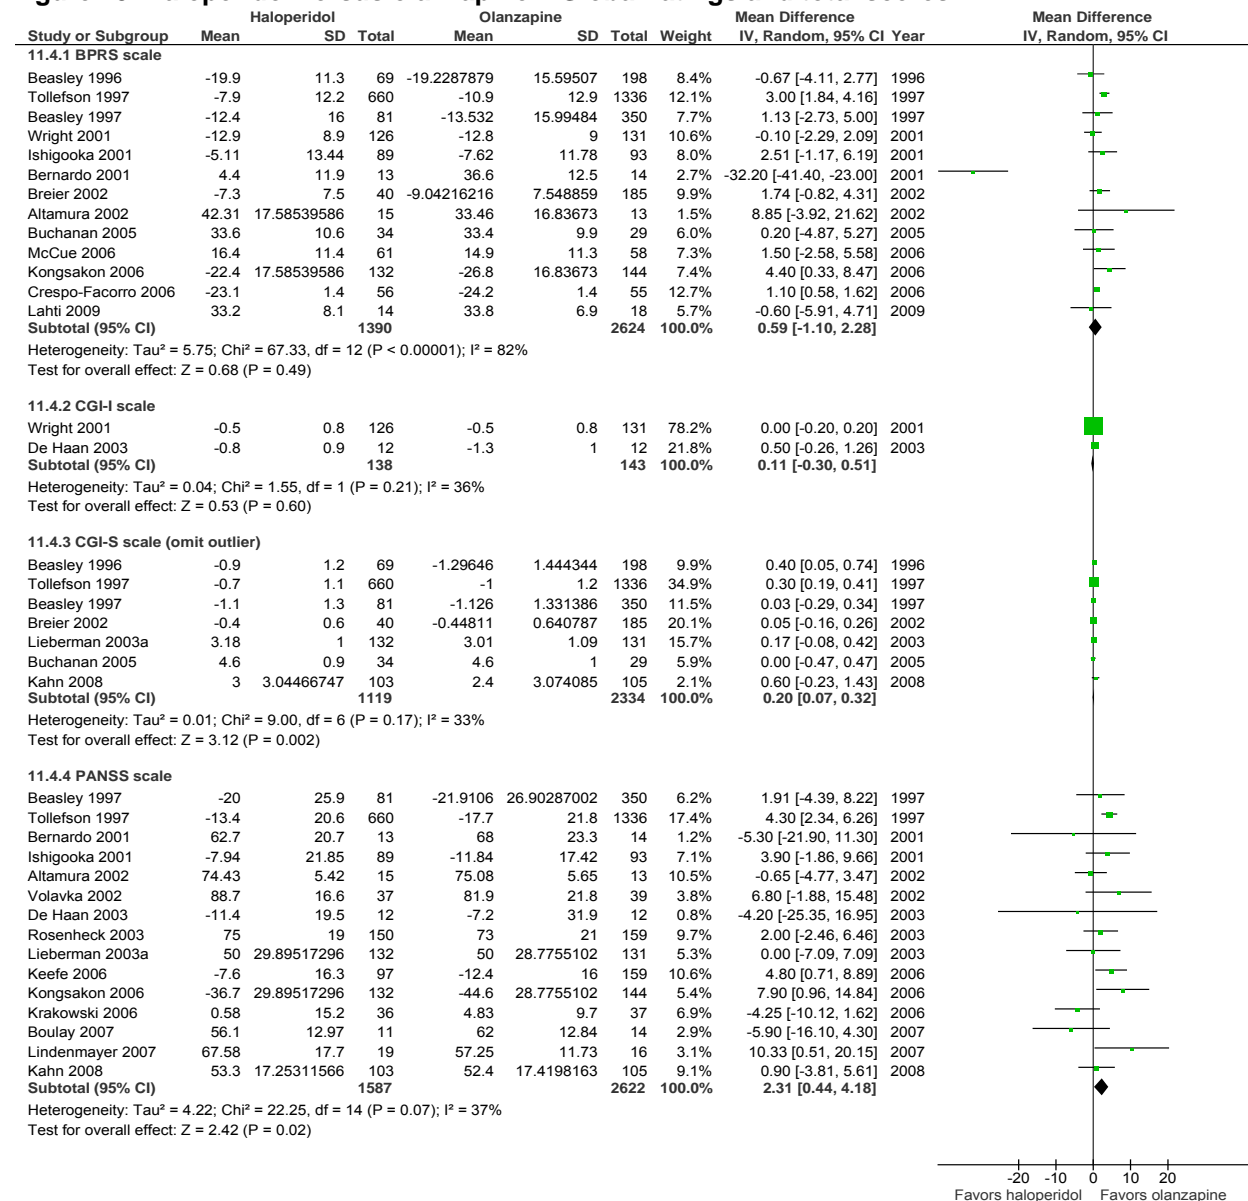 Haloperidol Olanzapine Mean Difference Mean Difference
Study or Subgroup Mean SD Total Mean SD Total Weight IV, Random, 95% CI Year IV, Random, 95% CI
11.4.1 BPRS scale
Beasley 1996 -19.9 11.3 69 -19.2287879 15.59507 198 8.4% -0.67 [-4.11, 2.77] 1996
Tollefson 1997 -7.9 12.2 660 -10.9 12.9 1336 12.1% 3.00 [1.84, 4.16] 1997
Beasley 1997 -12.4 16 81 -13.532 15.99484 350 7.7% 1.13 [-2.73, 5.00] 1997
Wright 2001 -12.9 8.9 126 -12.8 9 131 10.6% -0.10 [-2.29, 2.09] 2001
Ishigooka 2001 -5.11 13.44 89 -7.62 11.78 93 8.0% 2.51 [-1.17, 6.19] 2001
Bernardo 2001 4.4 11.9 13 36.6 12.5 14 2.7% -32.20 [-41.40, -23.00] 2001
Breier 2002 -7.3 7.5 40 -9.04216216 7.548859 185 9.9% 1.74 [-0.82, 4.31] 2002
Altamura 2002 42.31 17.58539586 15 33.46 16.83673 13 1.5% 8.85 [-3.92, 21.62] 2002
Buchanan 2005 33.6 10.6 34 33.4 9.9 29 6.0% 0.20 [-4.87, 5.27] 2005
McCue 2006 16.4 11.4 61 14.9 11.3 58 7.3% 1.50 [-2.58, 5.58] 2006
Kongsakon 2006 -22.4 17.58539586 132 -26.8 16.83673 144 7.4% 4.40 [0.33, 8.47] 2006
Crespo-Facorro 2006 -23.1 1.4 56 -24.2 1.4 55 12.7% 1.10 [0.58, 1.62] 2006
Lahti 2009 33.2 8.1 14 33.8 6.9 18 5.7% -0.60 [-5.91, 4.71] 2009
Subtotal (95% CI) 1390 2624 100.0% 0.59 [-1.10, 2.28]
Heterogeneity: Tau² = 5.75; Chi² = 67.33, df = 12 (P < 0.00001); I² = 82%
Test for overall effect: Z = 0.68 (P = 0.49)
11.4.2 CGI-I scale
Wright 2001 -0.5 0.8 126 -0.5 0.8 131 78.2% 0.00 [-0.20, 0.20] 2001
De Haan 2003 -0.8 0.9 12 -1.3 1 12 21.8% 0.50 [-0.26, 1.26] 2003
Subtotal (95% CI) 138 143 100.0% 0.11 [-0.30, 0.51]
Heterogeneity: Tau² = 0.04; Chi² = 1.55, df = 1 (P = 0.21); I² = 36%
Test for overall effect: Z = 0.53 (P = 0.60)
11.4.3 CGI-S scale (omit outlier)
Beasley 1996 -0.9 1.2 69 -1.29646 1.444344 198 9.9% 0.40 [0.05, 0.74] 1996
Tollefson 1997 -0.7 1.1 660 -1 1.2 1336 34.9% 0.30 [0.19, 0.41] 1997
Beasley 1997 -1.1 1.3 81 -1.126 1.331386 350 11.5% 0.03 [-0.29, 0.34] 1997
Breier 2002 -0.4 0.6 40 -0.44811 0.640787 185 20.1% 0.05 [-0.16, 0.26] 2002
Lieberman 2003a 3.18 1 132 3.01 1.09 131 15.7% 0.17 [-0.08, 0.42] 2003
Buchanan 2005 4.6 0.9 34 4.6 1 29 5.9% 0.00 [-0.47, 0.47] 2005
Kahn 2008 3 3.04466747 103 2.4 3.074085 105 2.1% 0.60 [-0.23, 1.43] 2008
Subtotal (95% CI) 1119 2334 100.0% 0.20 [0.07, 0.32]
Heterogeneity: Tau² = 0.01; Chi² = 9.00, df = 6 (P = 0.17); I² = 33%
Test for overall effect: Z = 3.12 (P = 0.002)
11.4.4 PANSS scale
Beasley 1997 -20 25.9 81 -21.9106 26.90287002 350 6.2% 1.91 [-4.39, 8.22] 1997
Tollefson 1997 -13.4 20.6 660 -17.7 21.8 1336 17.4% 4.30 [2.34, 6.26] 1997
Bernardo 2001 62.7 20.7 13 68 23.3 14 1.2% -5.30 [-21.90, 11.30] 2001
Ishigooka 2001 -7.94 21.85 89 -11.84 17.42 93 7.1% 3.90 [-1.86, 9.66] 2001
Altamura 2002 74.43 5.42 15 75.08 5.65 13 10.5% -0.65 [-4.77, 3.47] 2002
Volavka 2002 88.7 16.6 37 81.9 21.8 39 3.8% 6.80 [-1.88, 15.48] 2002
De Haan 2003 -11.4 19.5 12 -7.2 31.9 12 0.8% -4.20 [-25.35, 16.95] 2003
Rosenheck 2003 75 19 150 73 21 159 9.7% 2.00 [-2.46, 6.46] 2003
Lieberman 2003a 50 29.89517296 132 50 28.7755102 131 5.3% 0.00 [-7.09, 7.09] 2003
Keefe 2006 -7.6 16.3 97 -12.4 16 159 10.6% 4.80 [0.71, 8.89] 2006
Kongsakon 2006 -36.7 29.89517296 132 -44.6 28.7755102 144 5.4% 7.90 [0.96, 14.84] 2006
Krakowski 2006 0.58 15.2 36 4.83 9.7 37 6.6% -4.25 [-10.12, 1.62] 2006
Boulay 2007 56.1 12.97 11 62 12.84 14 2.9% -5.90 [-16.10, 4.30] 2007
Lindenmayer 2007 67.58 17.7 19 57.25 11.73 16 3.1% 10.33 [0.51, 20.15] 2007
Kahn 2008 53.3 17.25311566 103 52.4 17.4198163 105 9.1% 0.90 [-3.81, 5.61] 2008
Subtotal (95% CI) 1587 2622 100.0% 2.31 [0.44, 4.18]
Heterogeneity: Tau² = 4.22; Chi² = 22.25, df = 14 (P = 0.07); I² = 37%
Test for overall effect: Z = 2.42 (P = 0.02)
-20 -10 0 10 20
Favors haloperidol Favors olanzapine